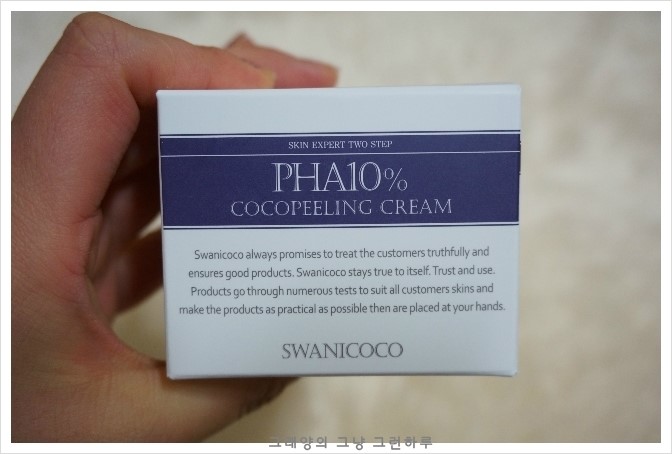 SKIN EXPERT TWO STEP
PHA10%
COCOPEELING CREAM
Swanicoco always promises to treat the customers truthfully and
ensures good products. Swanicoco stays true to itself. Trust and use.
Products go through numerous tests to suit all customers skins and
make the products as practical as possible then are placed at your hands.
SWANICOCO
그대양의 그냥 그런하루